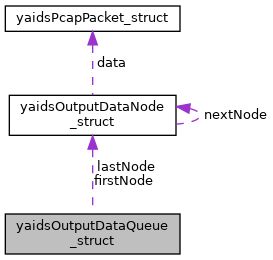 yaidsPcapPacket_struct
data
yaidsOutputDataNode
_struct
nextNode
lastNode
firstNode
yaidsOutputDataQueue
_struct